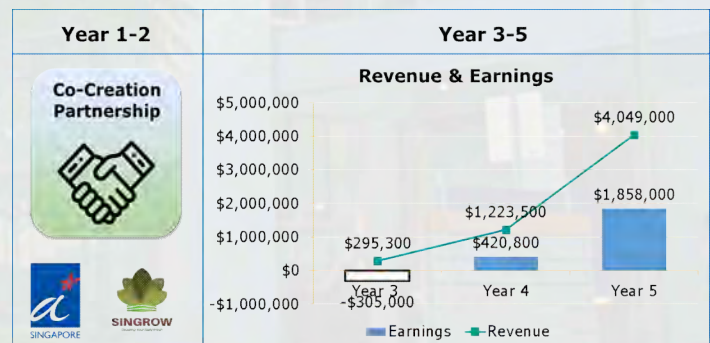 Year 1-2
Year 3-5
Co-Creation
Partnership
SINGAPORE
SINGROW
Revenue & Earnings
$5,000,000
$4,000,000
$3,000,000
$2,000,000
$1,000,000
$0
-$1,000,000
$295,300
$1,223,500
$4,049,000
-$305,000
$420,800
$1,858,000
Year 3
Year 4
Year 5
Earnings
Revenue